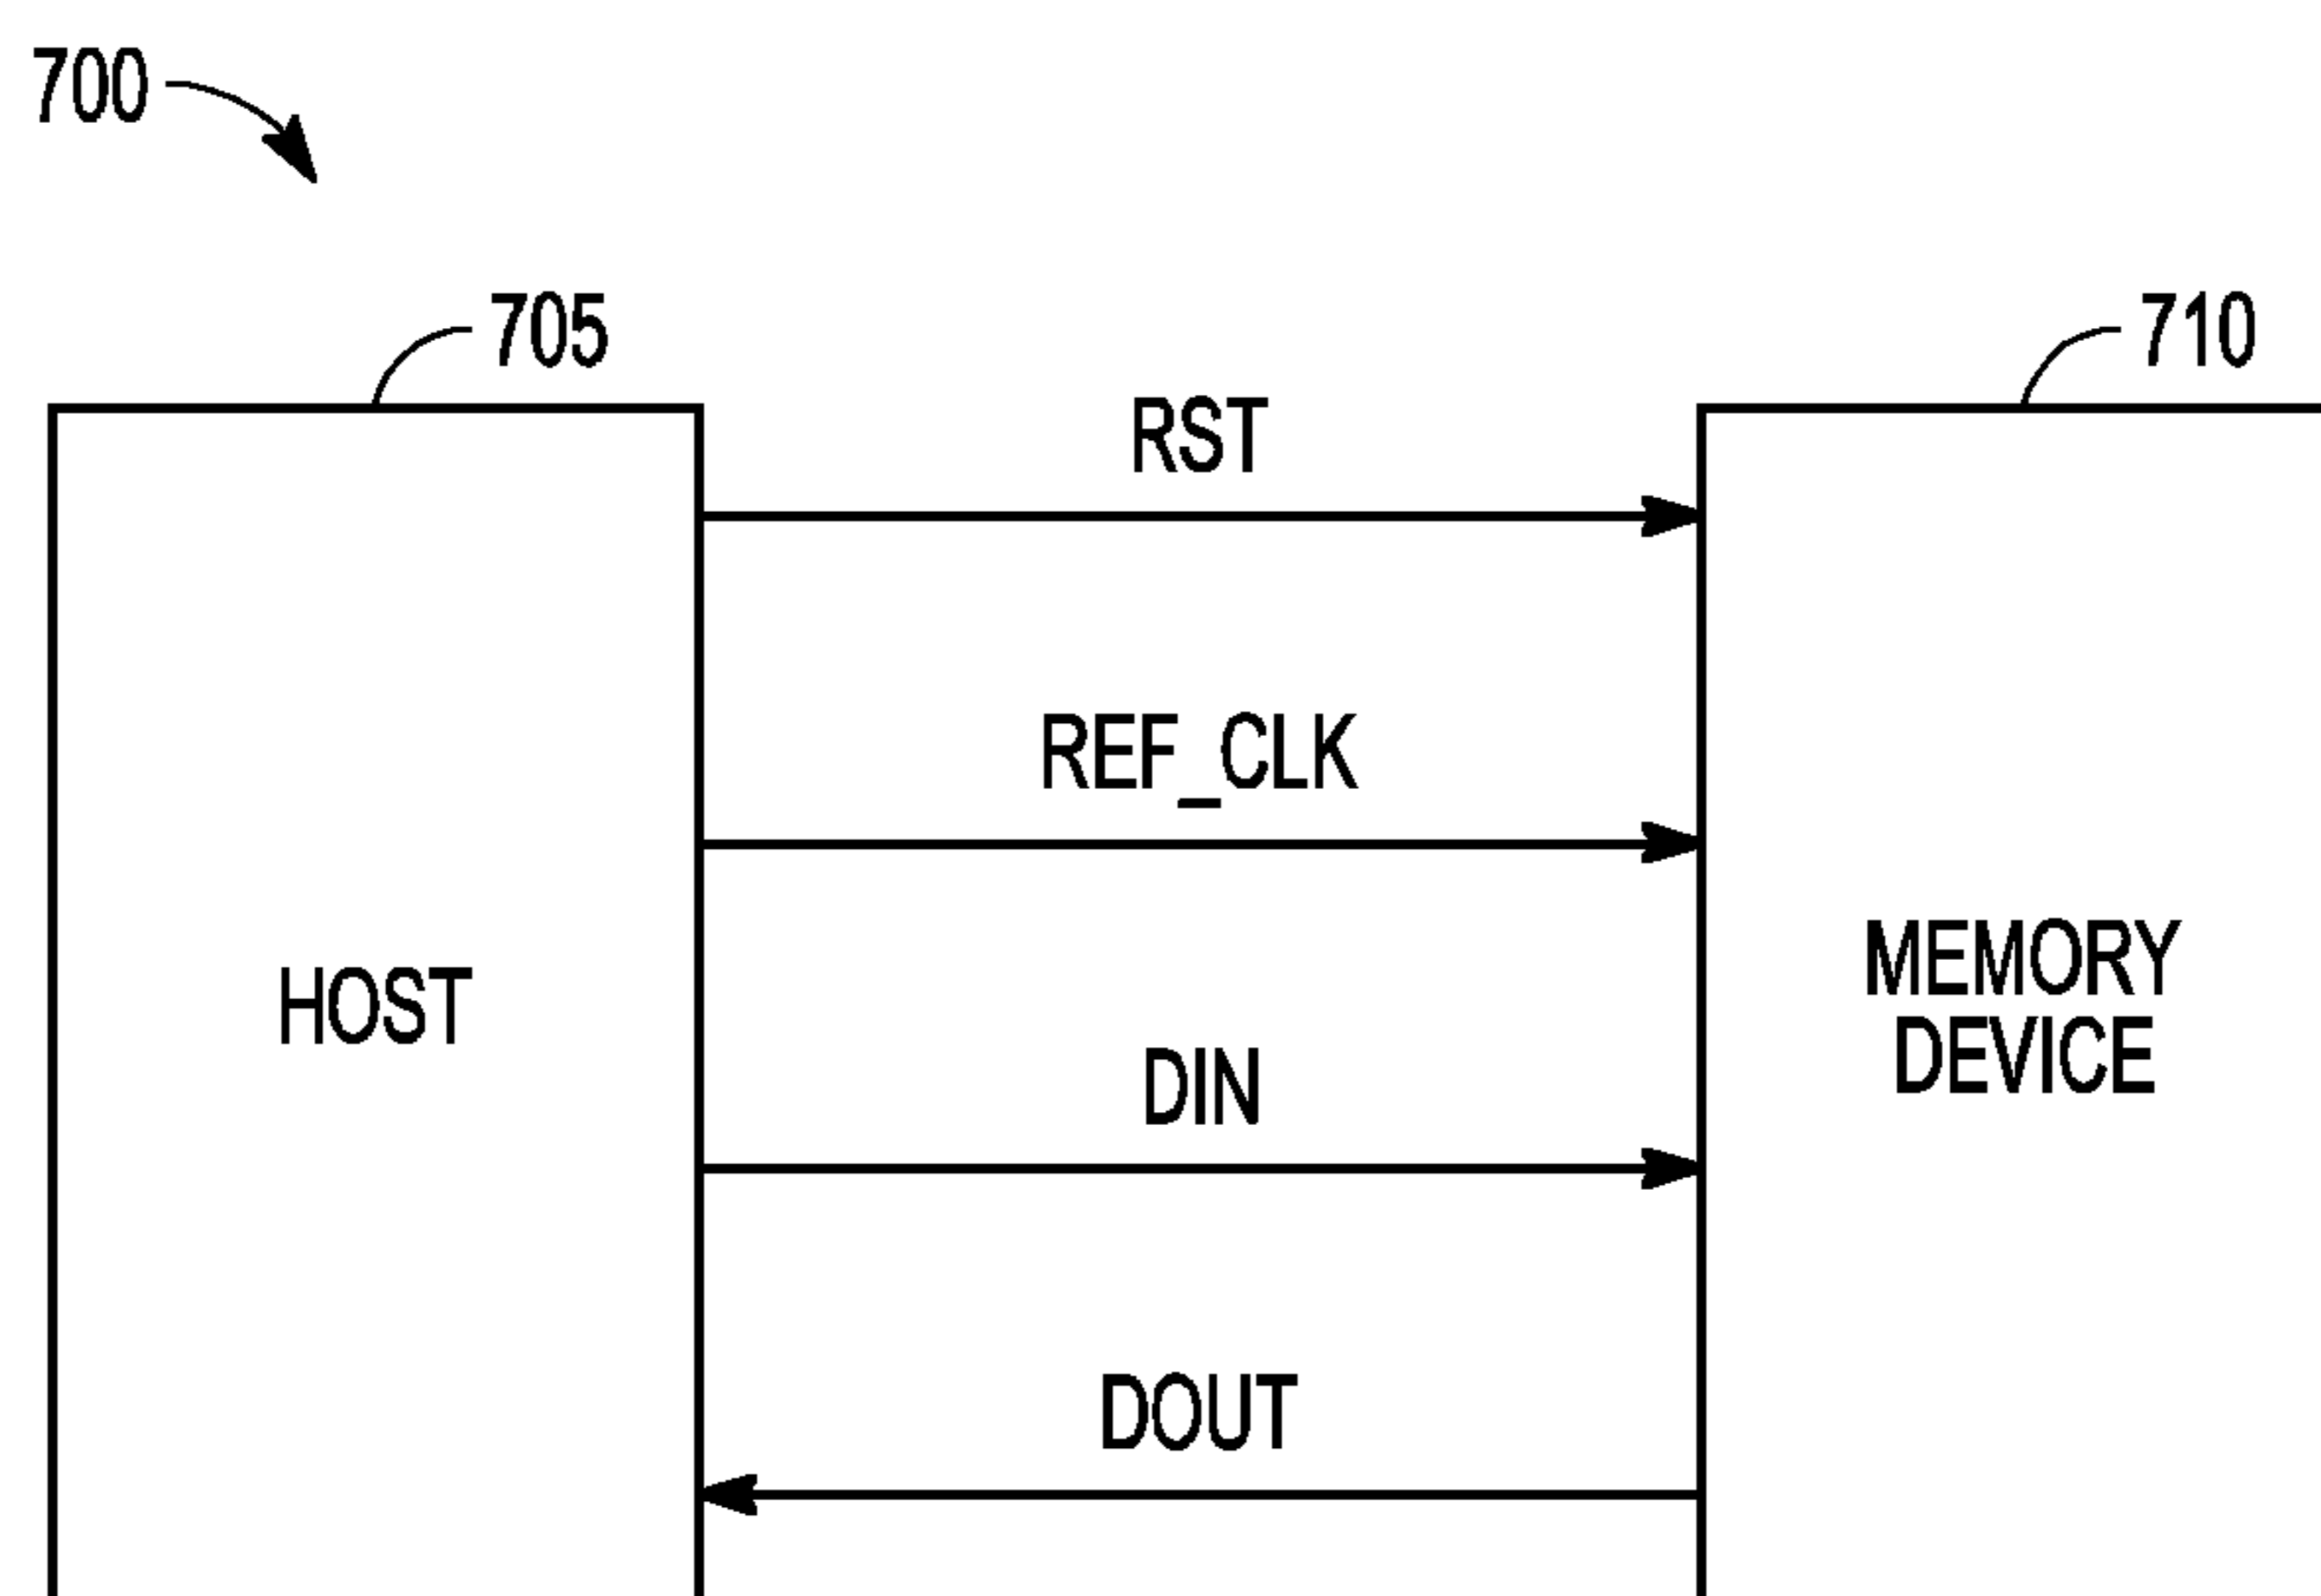 700
705
710
RST
REF_CLK
HOST
MEMORY
DEVICE
DIN
DOUT